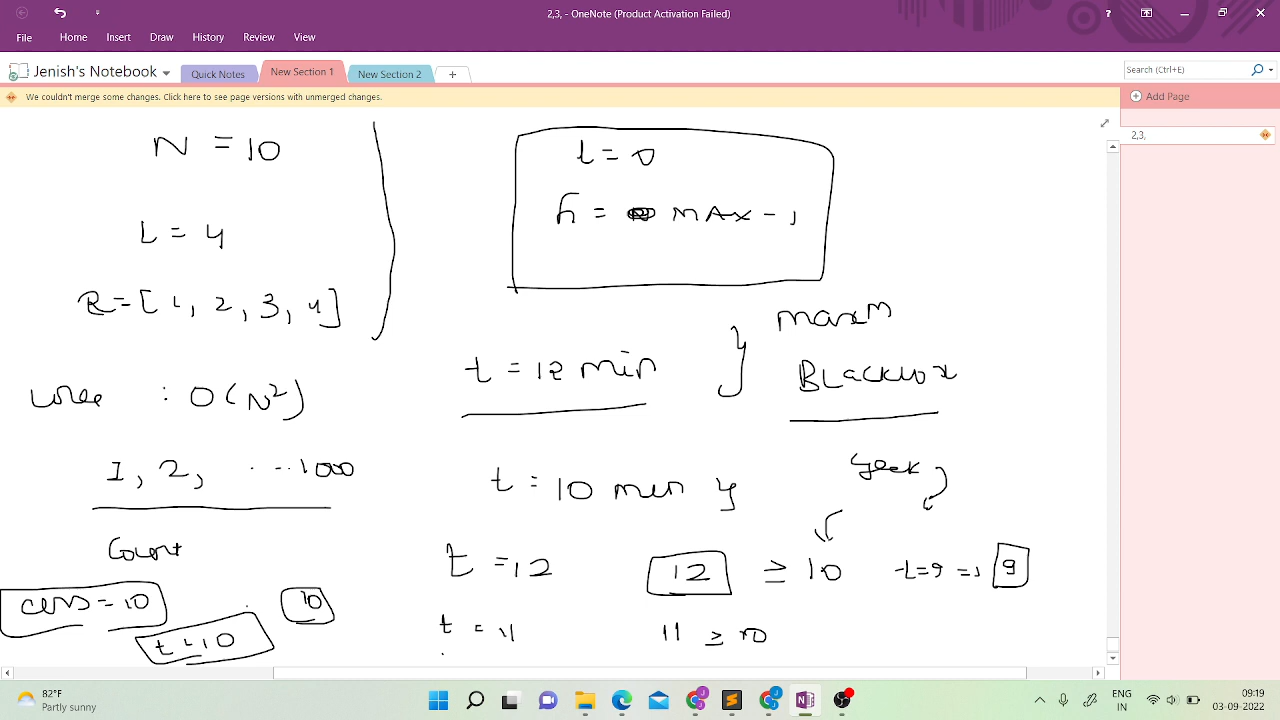 2,3, - OneNote (Product Activation Failed)
File Home Insert Draw History Review View
Jenish's Notebook Quick Notes New Section 1 New Section 2 Search (Ctrl+E)
We couldn't merge some changes. Click here to see page versions with unmerged changes.
Add Page
2,3,
N = 10
L = 4
R = [1, 2, 3, 4]
: O(N²)
1, 2, ... 1000
Count
= 10
10
t = 10
l = 0
h = MAX - 1
t = 12 min
t = 10 min
t = 12
12 ≥ 10
t = 11
11 ≥ 10
BLackbox
Geek
9
82°F
Partly sunny
ENG
IN
09:19
03-09-2022